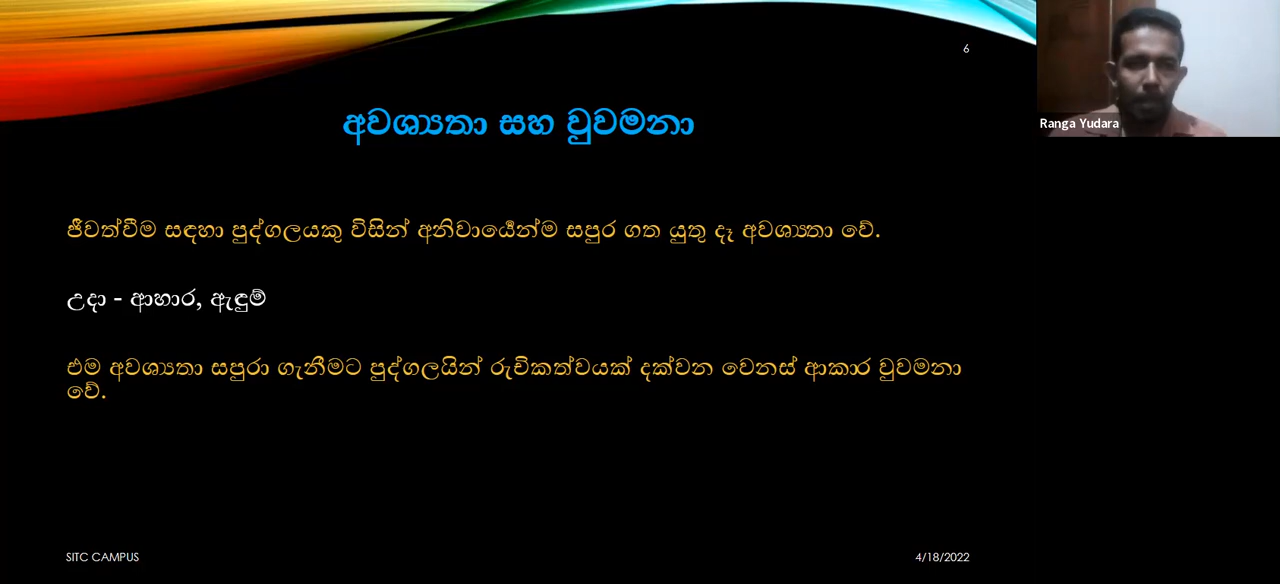 6
අවශ්‍යතා සහ වුවමනා
Ranga Yudara
ජීවත්වීම සඳහා පුද්ගලයකු විසින් අනිවාර්‍යෙන්ම සපුර ගත යුතු දෑ අවශ්‍යතා වේ.
උදා - ආහාර, ඇඳුම්
එම අවශ්‍යතා සපුරා ගැනීමට පුද්ගලයින් රුචිකත්වයක් දක්වන වෙනස් ආකාර වුවමනා
වේ.
SITC CAMPUS
4/18/2022